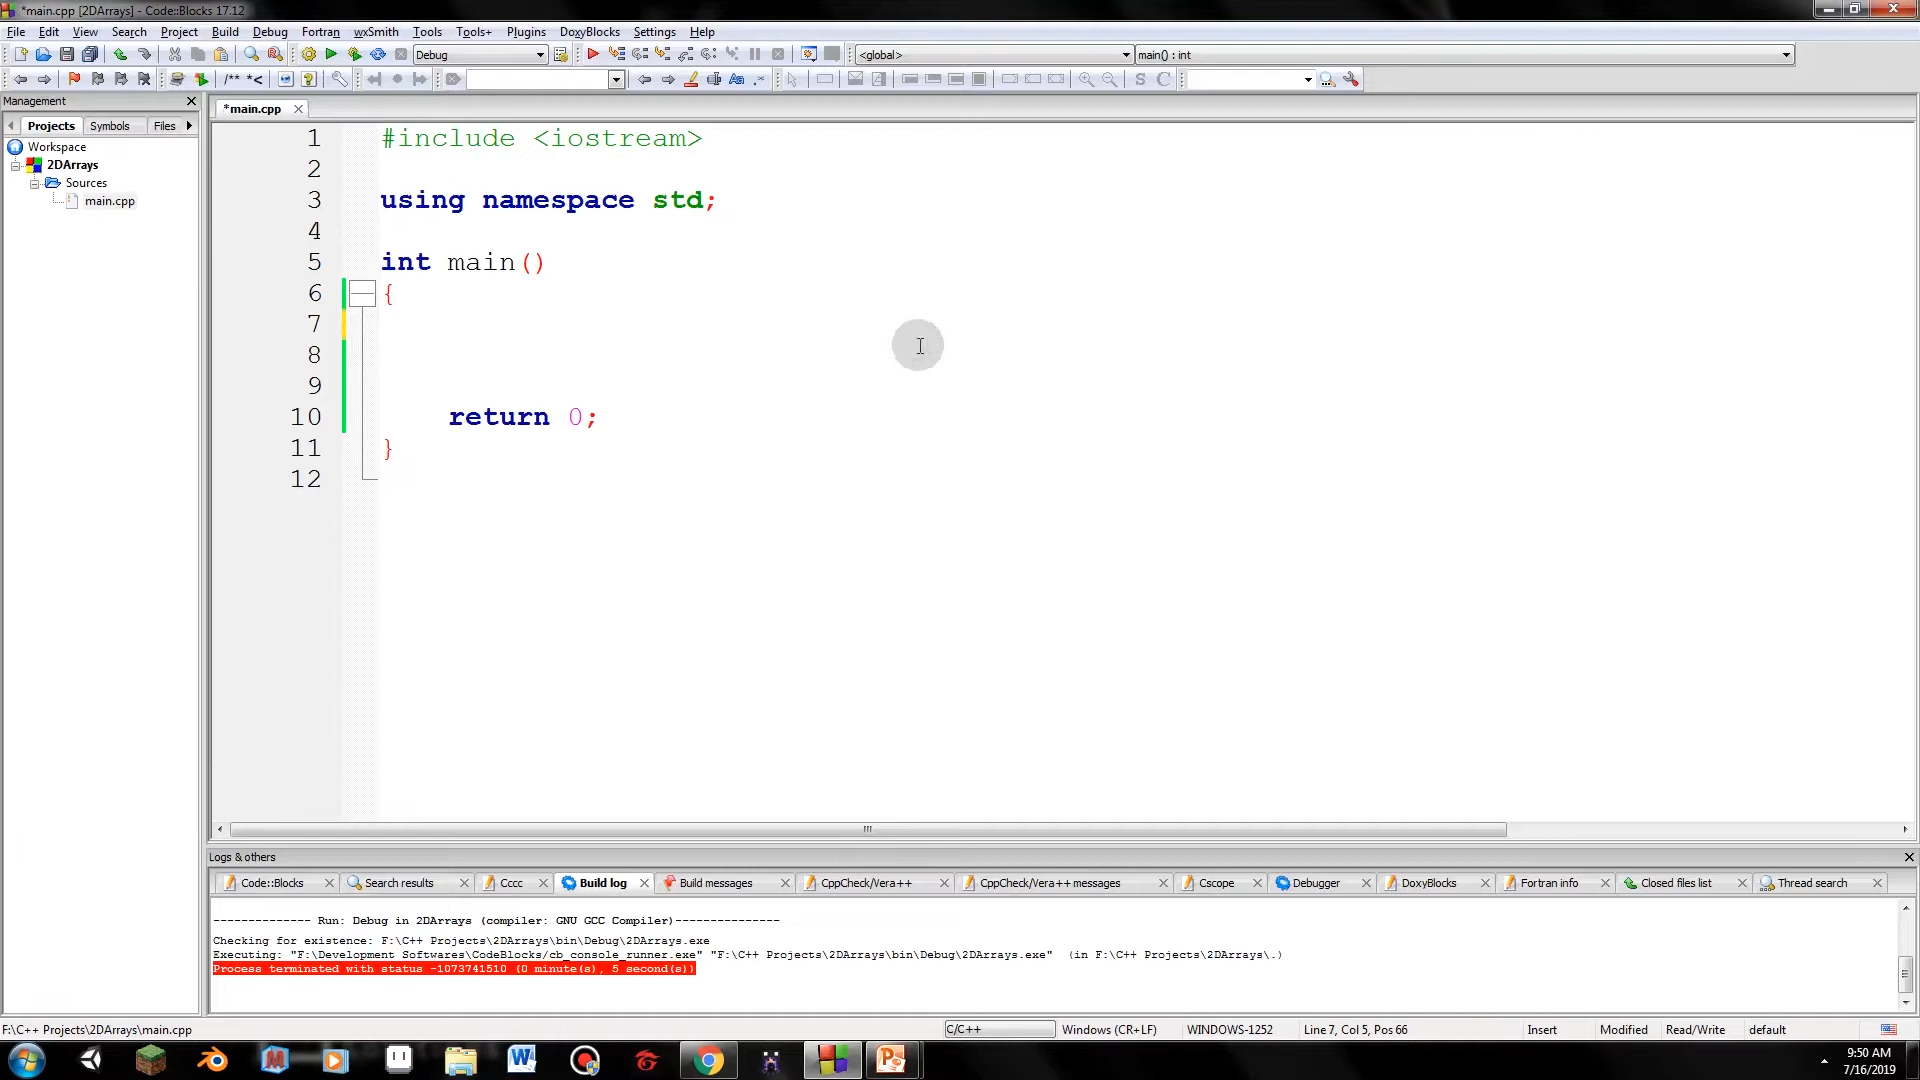 *main.cpp [2DArrays] - Code::Blocks 17.12
File Edit View Search Project Build Debug Fortran wxSmith Tools Tools+ Plugins DoxyBlocks Settings Help
Debug <global> main() : int
/** *<
Management
Projects Symbols Files
*main.cpp
Workspace
2DArrays
Sources
main.cpp
1 #include <iostream>
2
3 using namespace std;
4
5 int main()
6 {
7
8
9
10 return 0;
11 }
12
Logs & others
Code::Blocks Search results Cccc Build log Build messages CppCheck/Vera++ CppCheck/Vera++ messages Cscope Debugger DoxyBlocks Fortran info Closed files list Thread search
-------------- Run: Debug in 2DArrays (compiler: GNU GCC Compiler)---------------
Checking for existence: F:\C++ Projects\2DArrays\bin\Debug\2DArrays.exe
Executing: "F:\Development Softwares\CodeBlocks/cb_console_runner.exe" "F:\C++ Projects\2DArrays\bin\Debug\2DArrays.exe"  (in F:\C++ Projects\2DArrays\.)
Process terminated with status -1073741510 (0 minute(s), 5 second(s))
F:\C++ Projects\2DArrays\main.cpp C/C++ Windows (CR+LF) WINDOWS-1252 Line 7, Col 5, Pos 66 Insert Modified Read/Write default
9:50 AM
7/16/2019